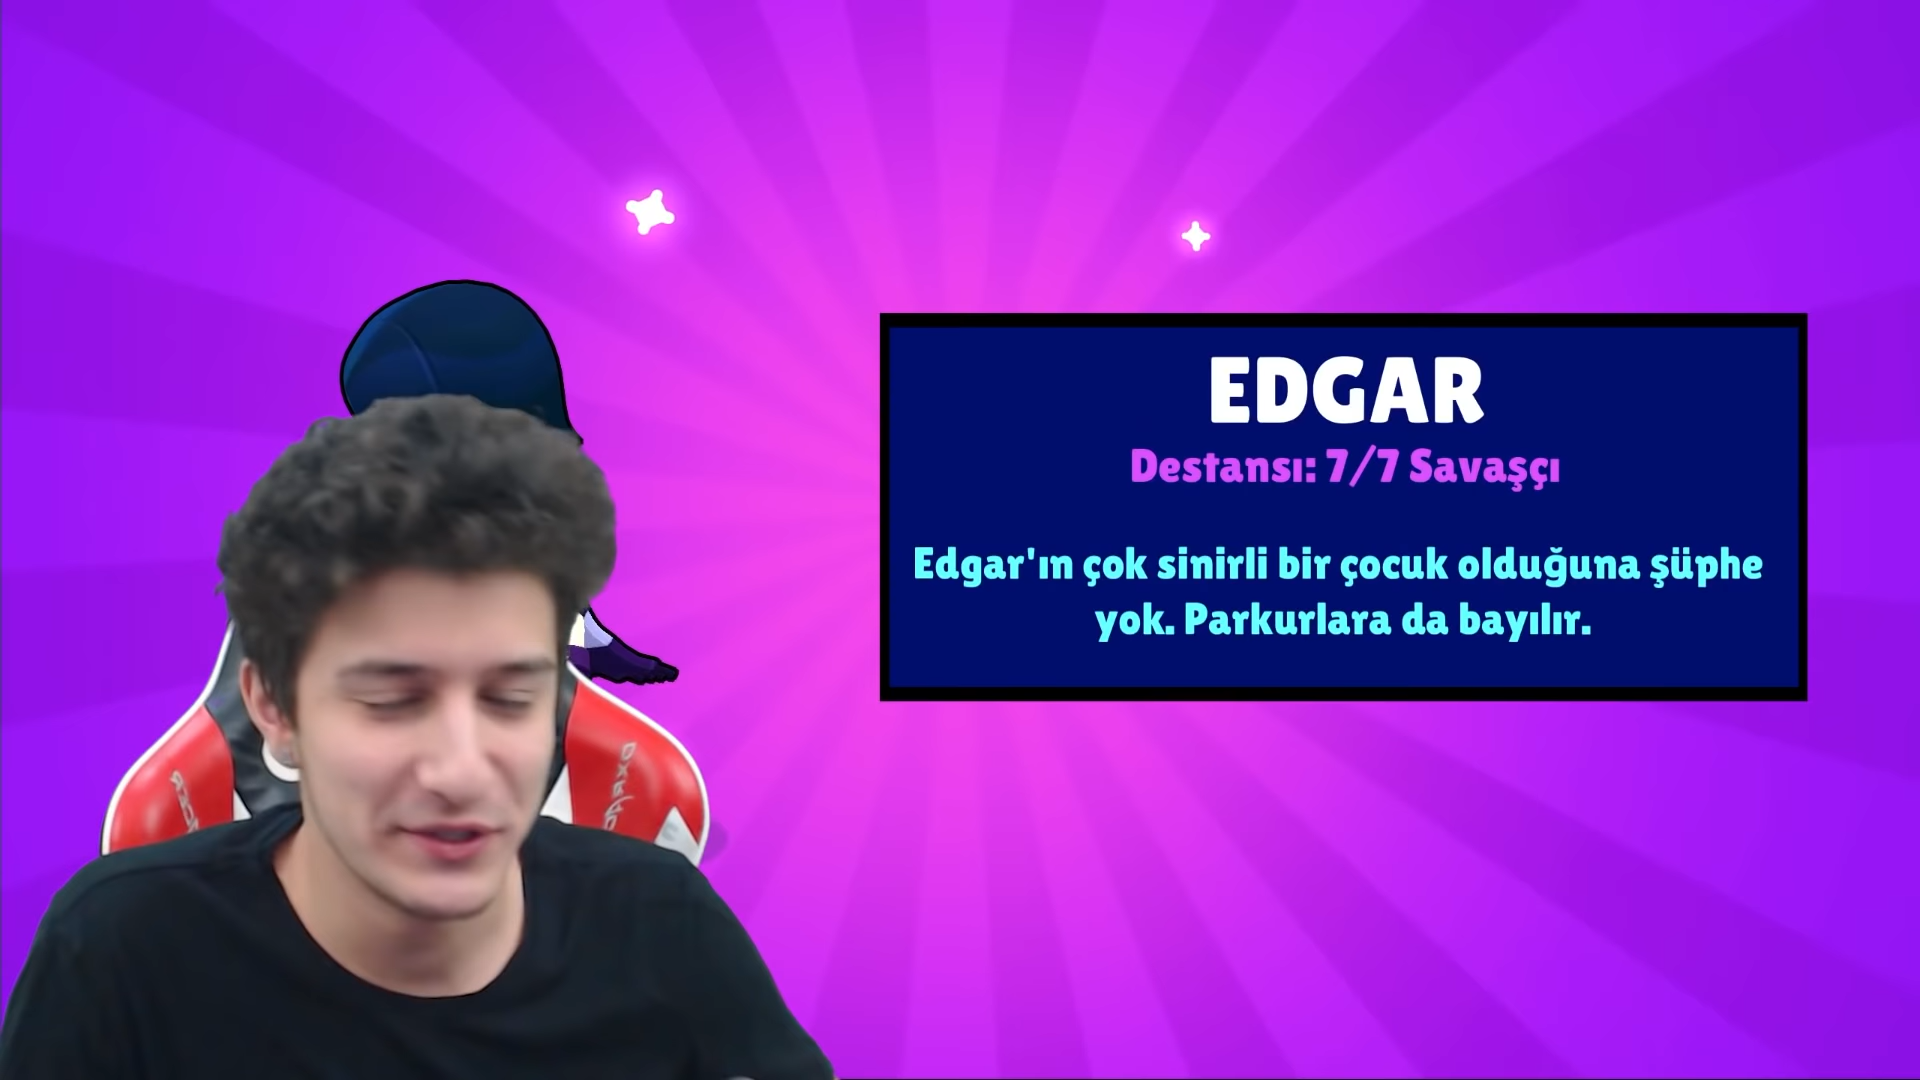 EDGAR
Destansı: 7/7 Savaşçı
Edgar'ın çok sinirli bir çocuk olduğuna şüphe
yok. Parkurlara da bayılır.